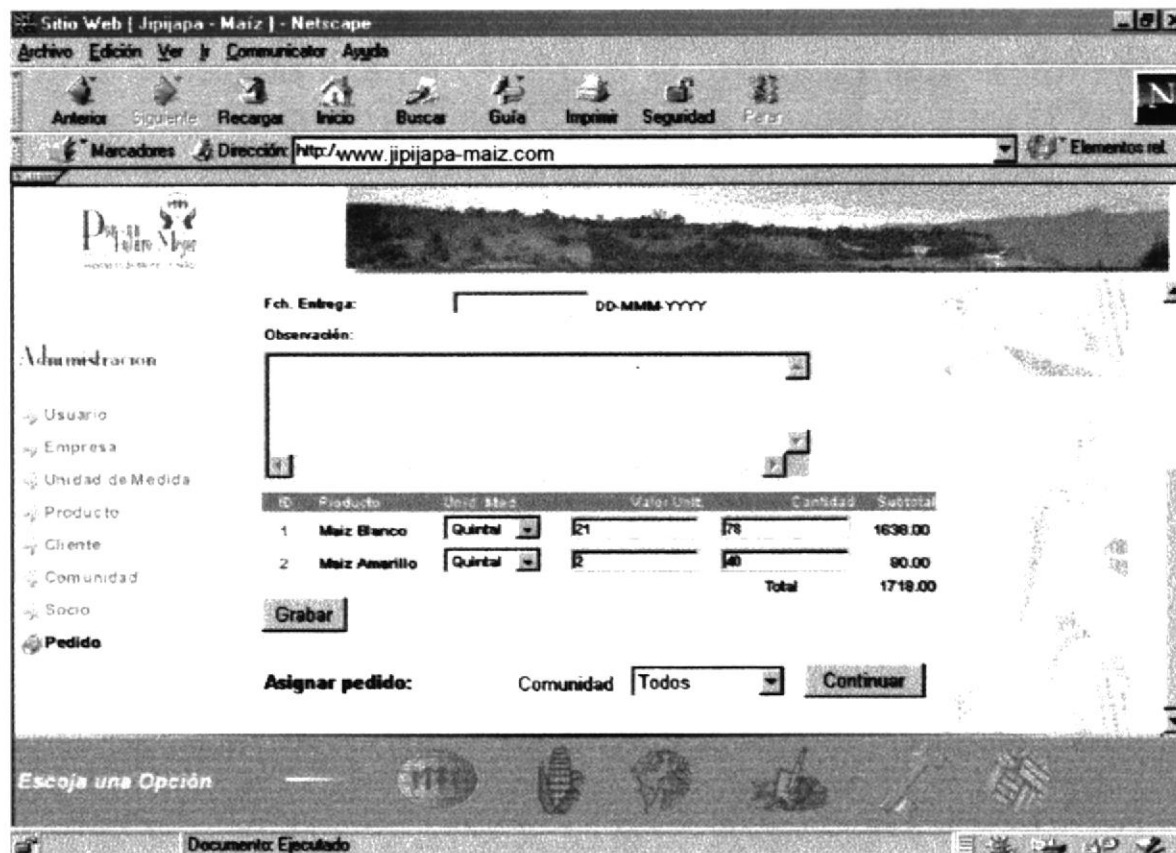 Sitio Web [ Jipijapa - Maíz ] - Netscape
Archivo Edición Ver Ir Communicator Ayuda
Anterior Siguiente Recargar Inicio Buscar Guía Imprimir Seguridad Parar
Marcadores Dirección: http:/www.jipijapa-maiz.com Elementos rel.
Fch. Entrega: DD-MMM-YYYY
Observación:
Administracion
Usuario
Empresa
Unidad de Medida
Producto
Cliente
Comunidad
Socio
Pedido
ID Producto Unid. Med. Valor Unit. Cantidad Subtotal
1 Maiz Blanco Quintal 21 78 1638.00
2 Maiz Amarillo Quintal 2 40 80.00
Total 1718.00
Grabar
Asignar pedido: Comunidad Todos Continuar
Escoja una Opción
Documento: Ejecutado